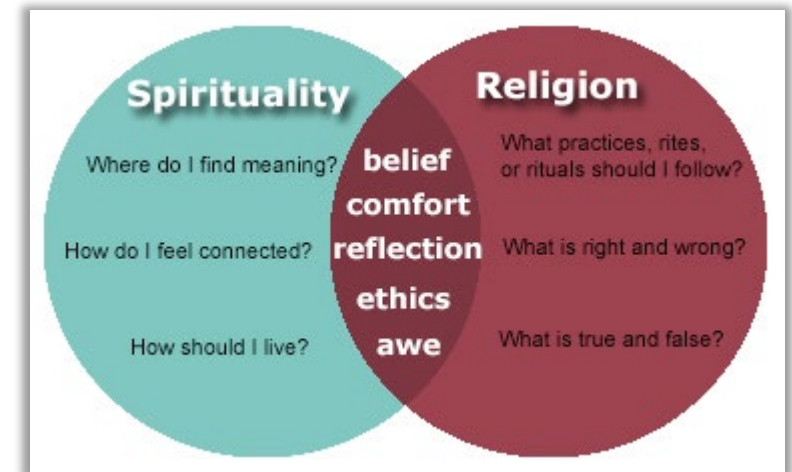 Spirituality
Where do I find meaning?
How do I feel connected?
How should I live?
belief
comfort
reflection
ethics
awe
Religion
What practices, rites,
or rituals should I follow?
What is right and wrong?
What is true and false?